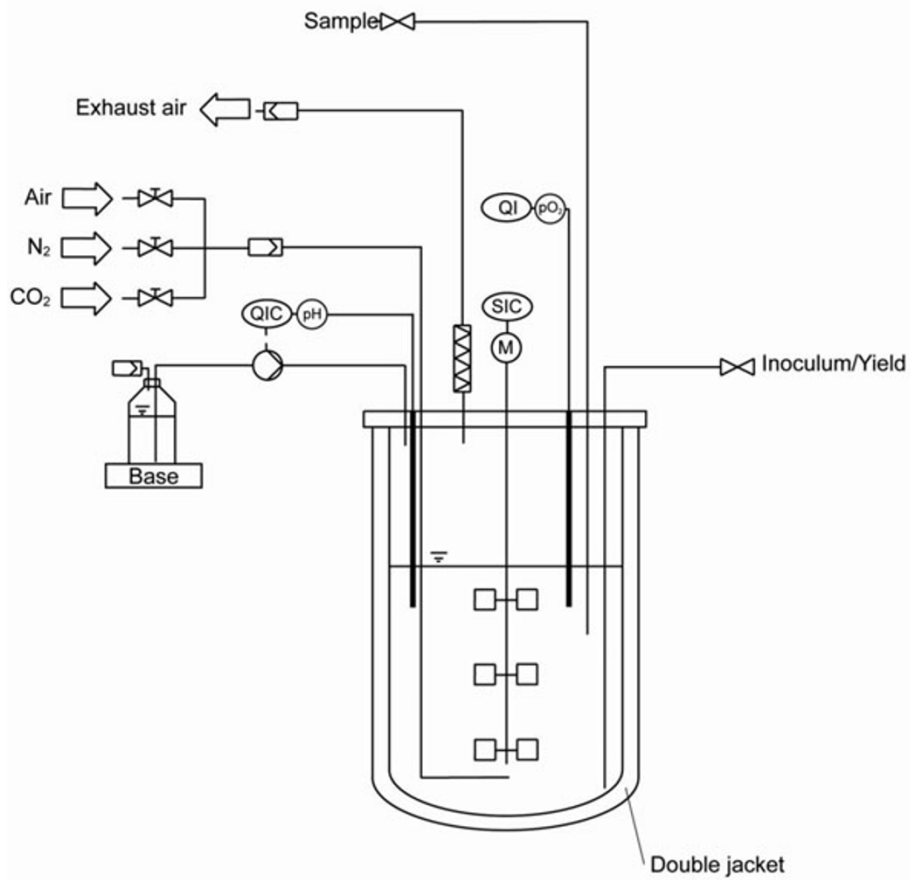 Sample
Exhaust air
Air
QI pO₂
N₂
CO₂
SIC
QIC pH
M
Inoculum/Yield
Base
Double jacket